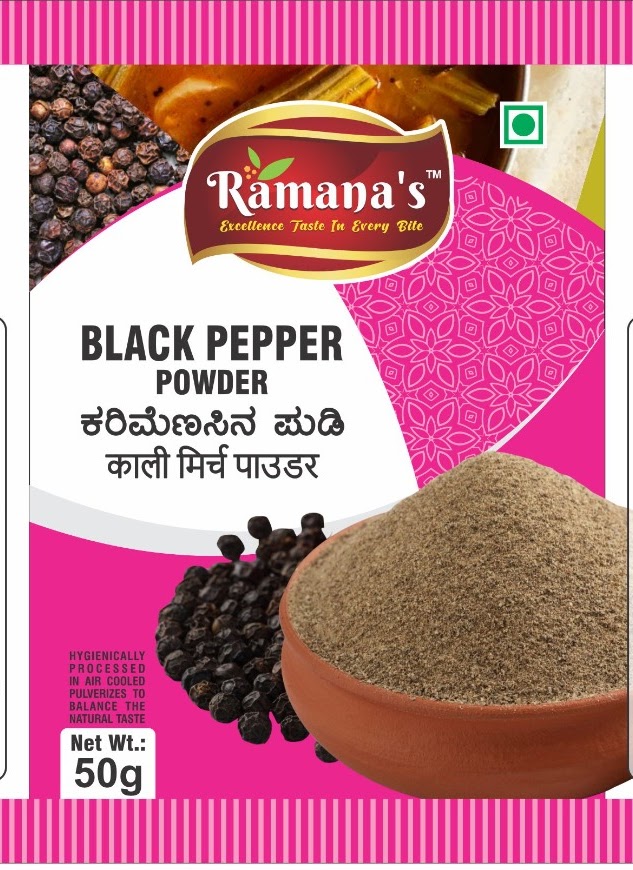 Ramana's™
Excellence Taste In Every Bite
BLACK PEPPER
POWDER
ಕರಿಮೆಣಸಿನ ಪುಡಿ
काली मिर्च पाउडर
HYGIENICALLY
PROCESSED
IN AIR COOLED
PULVERIZES TO
BALANCE THE
NATURAL TASTE
Net Wt.:
50g